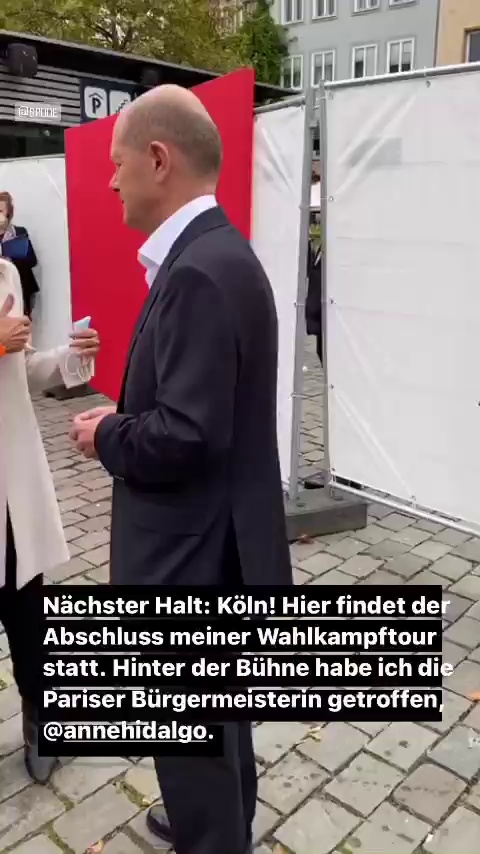 @SPDDE
P
Nächster Halt: Köln! Hier findet der
Abschluss meiner Wahlkampftour
statt. Hinter der Bühne habe ich die
Pariser Bürgermeisterin getroffen,
@annehidalgo.